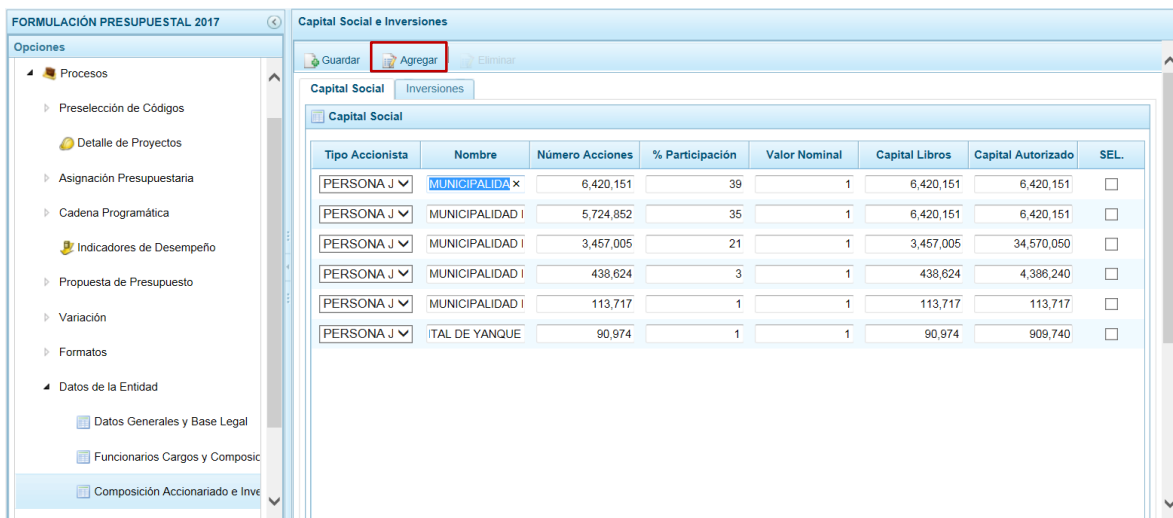 FORMULACIÓN PRESUPUESTAL 2017
Opciones
Procesos
Preselección de Códigos
Detalle de Proyectos
Asignación Presupuestaria
Cadena Programática
Indicadores de Desempeño
Propuesta de Presupuesto
Variación
Formatos
Datos de la Entidad
Datos Generales y Base Legal
Funcionarios Cargos y Composic
Composición Accionariado e Inve
Capital Social e Inversiones
Guardar Agregar Eliminar
Capital Social Inversiones
Capital Social
Tipo Accionista Nombre Número Acciones % Participación Valor Nominal Capital Libros Capital Autorizado SEL.
PERSONA J MUNICIPALIDA 6,420,151 39 1 6,420,151 6,420,151
PERSONA J MUNICIPALIDAD 5,724,852 35 1 6,420,151 6,420,151
PERSONA J MUNICIPALIDAD 3,457,005 21 1 3,457,005 34,570,050
PERSONA J MUNICIPALIDAD 438,624 3 1 438,624 4,386,240
PERSONA J MUNICIPALIDAD 113,717 1 1 113,717 113,717
PERSONA J ITAL DE YANQUE 90,974 1 1 90,974 909,740